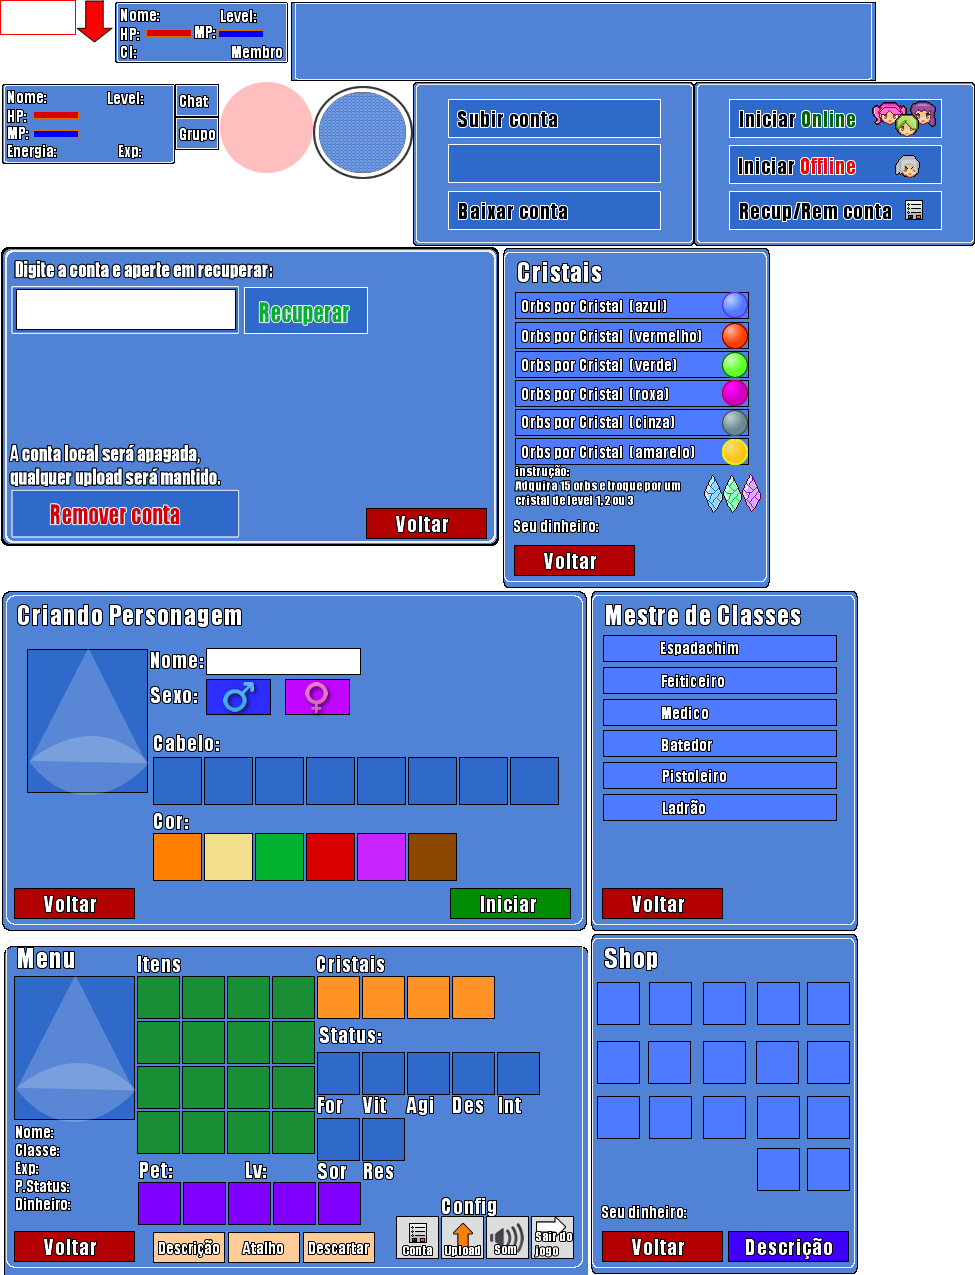 Nome: Level:
HP: MP:
Cl: Membro
Nome: Level:
HP:
MP:
Energia: Exp:
Chat
Grupo
Subir conta
Baixar conta
Iniciar Online
Iniciar Offline
Recup/Rem conta
Digite a conta e aperte em recuperar:
Recuperar
A conta local será apagada,
qualquer upload será mantido.
Remover conta
Voltar
Cristais
Orbs por Cristal (azul)
Orbs por Cristal (vermelho)
Orbs por Cristal (verde)
Orbs por Cristal (roxa)
Orbs por Cristal (cinza)
Orbs por Cristal (amarelo)
instrução:
Adquira 15 orbs e troque por um
cristal de level 1, 2 ou 3
Seu dinheiro:
Voltar
Criando Personagem
Nome:
Sexo:
Cabelo:
Cor:
Voltar
Iniciar
Mestre de Classes
Espadachim
Feiticeiro
Medico
Batedor
Pistoleiro
Ladrão
Voltar
Menu
Itens
Cristais
Status:
For Vit Agi Des Int
Sor Res
Nome:
Classe:
Exp:
P.Status:
Dinheiro:
Pet: Lv:
Voltar
Descrição
Atalho
Descartar
Config
Conta
Upload
Som
Sair do
jogo
Shop
Seu dinheiro:
Voltar
Descrição